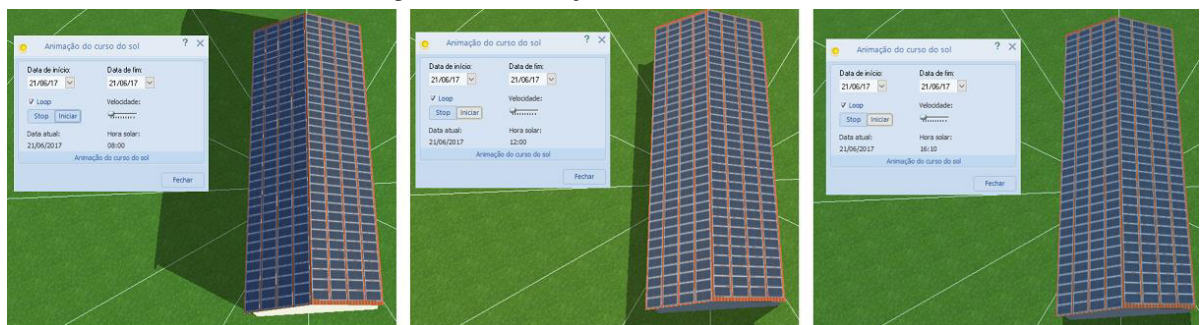 Animação do curso do sol
Data de início: Data de fim:
21/06/17 21/06/17
Loop Velocidade:
Stop Iniciar
Data atual: Hora solar:
21/06/2017 08:00
Animação do curso do sol
Fechar
Animação do curso do sol
Data de início: Data de fim:
21/06/17 21/06/17
Loop Velocidade:
Stop Iniciar
Data atual: Hora solar:
21/06/2017 12:00
Animação do curso do sol
Fechar
Animação do curso do sol
Data de início: Data de fim:
21/06/17 21/06/17
Loop Velocidade:
Stop Iniciar
Data atual: Hora solar:
21/06/2017 16:10
Animação do curso do sol
Fechar